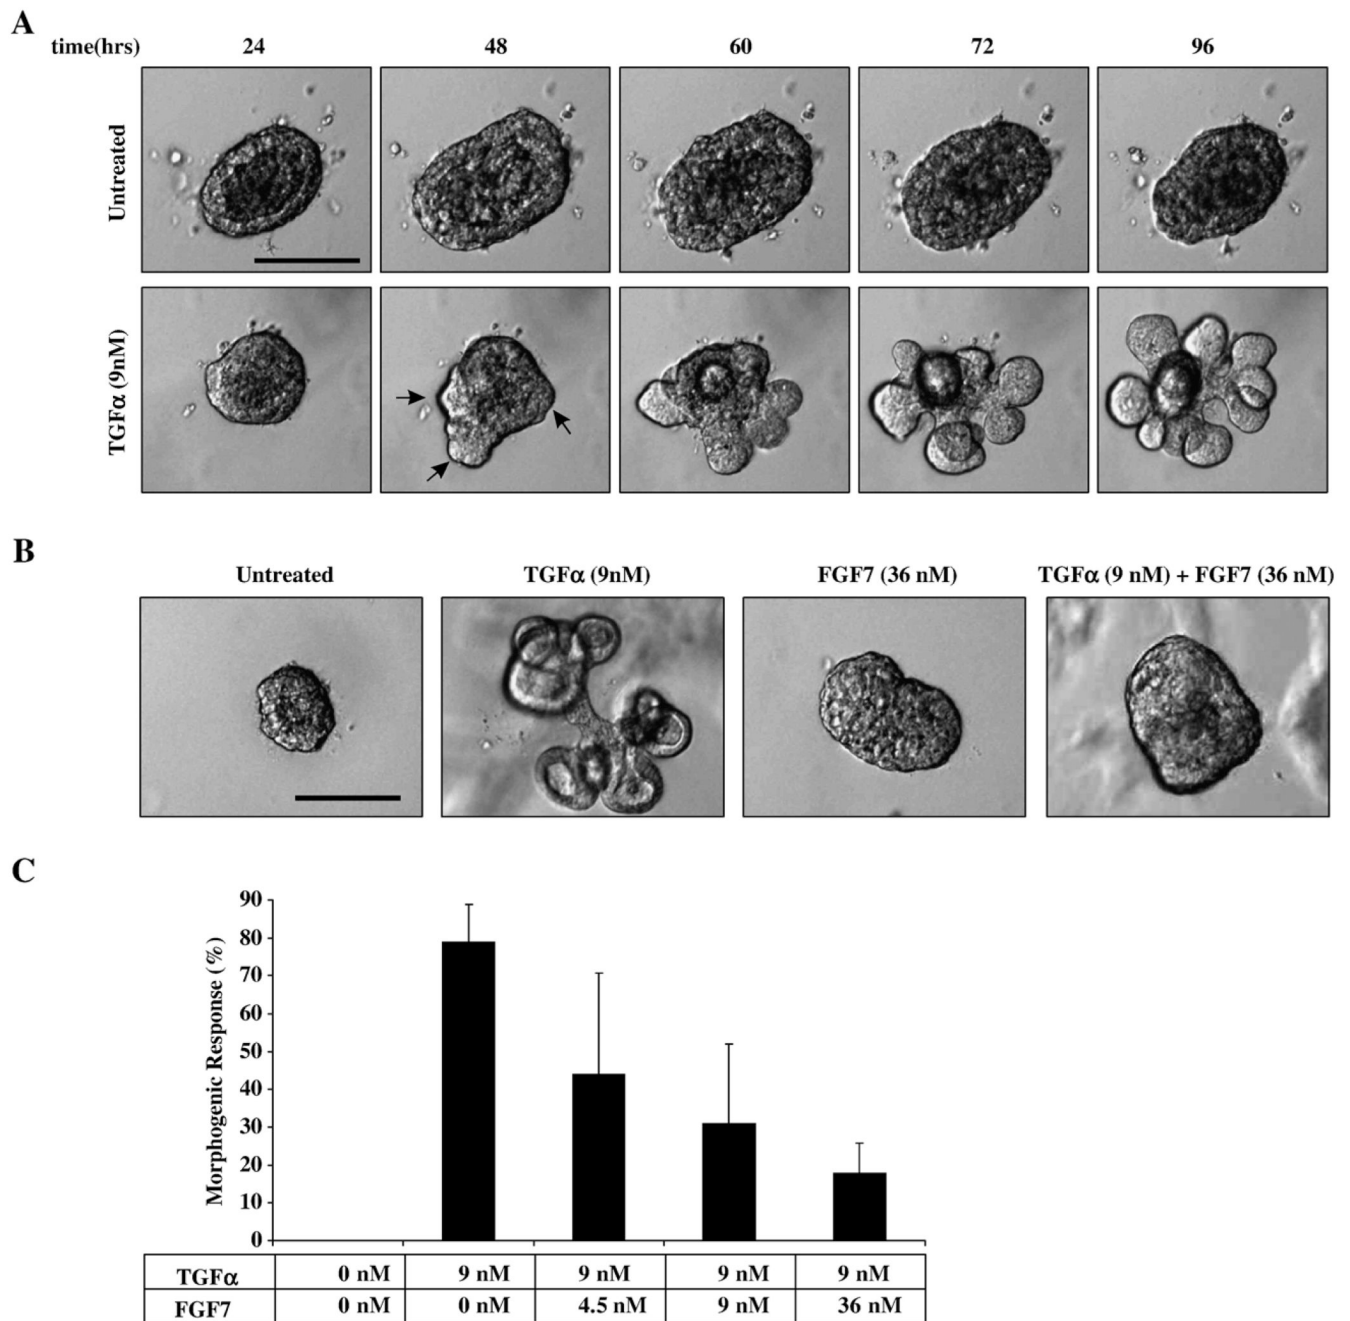 A
time(hrs) 24 48 60 72 96
Untreated
TGFα (9nM)
B
Untreated TGFα (9nM) FGF7 (36 nM) TGFα (9 nM) + FGF7 (36 nM)
C
Morphogenic Response (%)
90
80
70
60
50
40
30
20
10
0
TGFα 0 nM 9 nM 9 nM 9 nM 9 nM
FGF7 0 nM 0 nM 4.5 nM 9 nM 36 nM